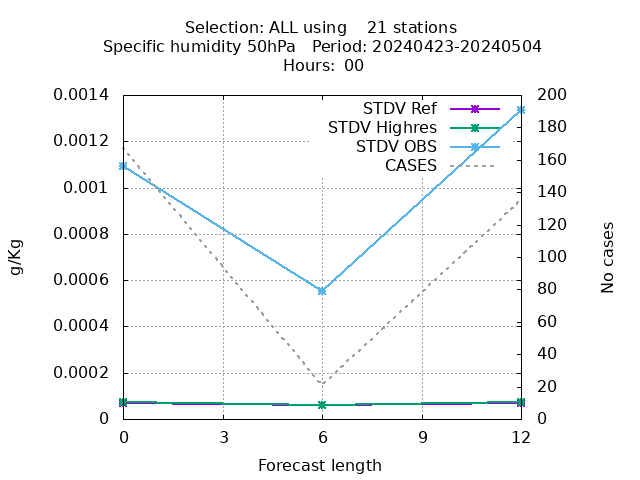 Selection: ALL using    21 stations
Specific humidity 50hPa   Period: 20240423-20240504
Hours: 00
STDV Ref
STDV Highres
STDV OBS
CASES
g/Kg
0.0014
0.0012
0.001
0.0008
0.0006
0.0004
0.0002
0
200
180
160
140
120
100
80
60
40
20
0
No cases
0 3 6 9 12
Forecast length